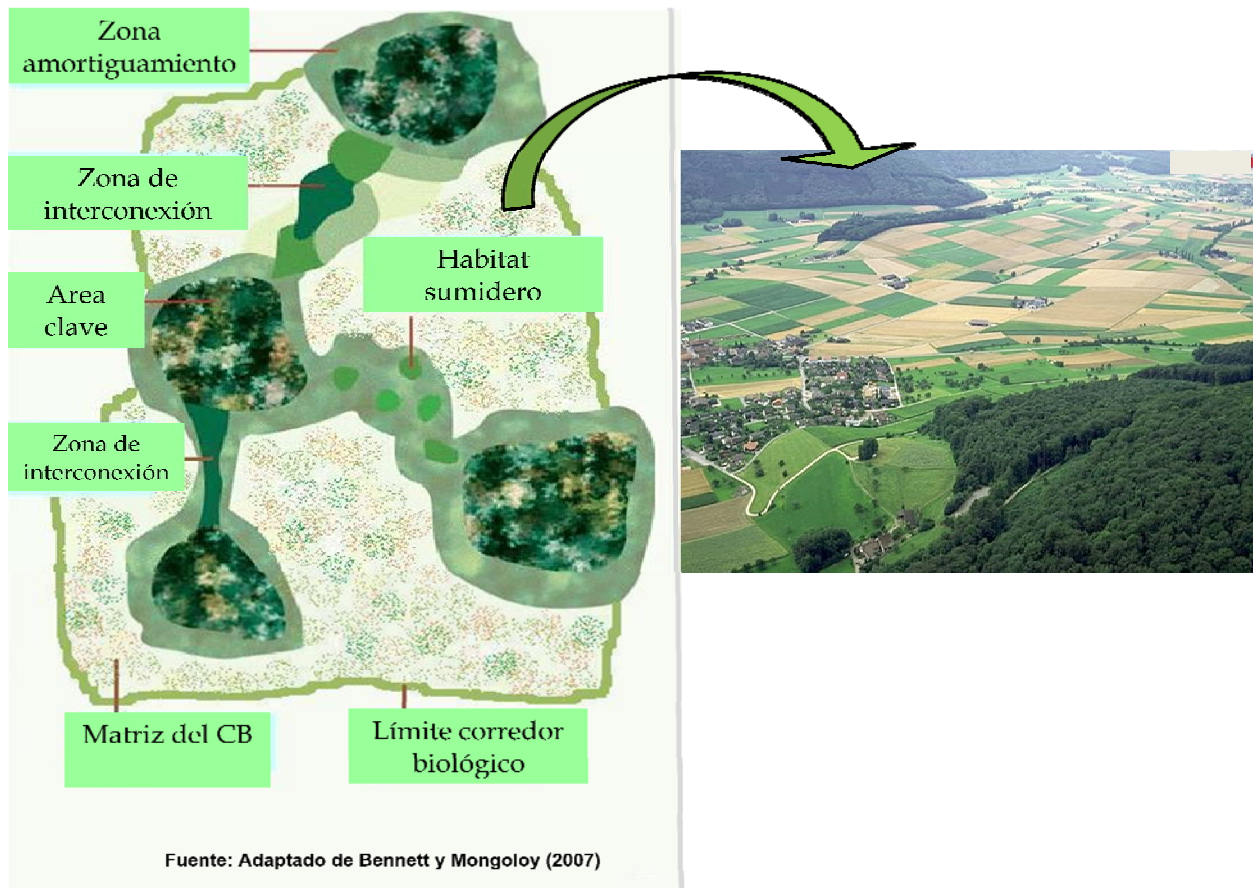 Zona
amortiguamiento
Zona de
interconexión
Habitat
sumidero
Area
clave
Zona de
interconexión
Matriz del CB
Límite corredor
biológico
Fuente: Adaptado de Bennett y Mongoloy (2007)